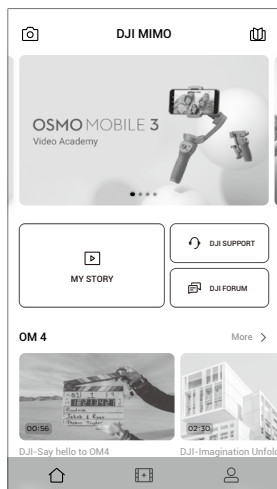 DJI MIMO
OSMO MOBILE 3
Video Academy
MY STORY
DJI SUPPORT
DJI FORUM
OM 4
More
00:56
02:30
DJI-Say hello to OM4
DJI-Imagination Unfol